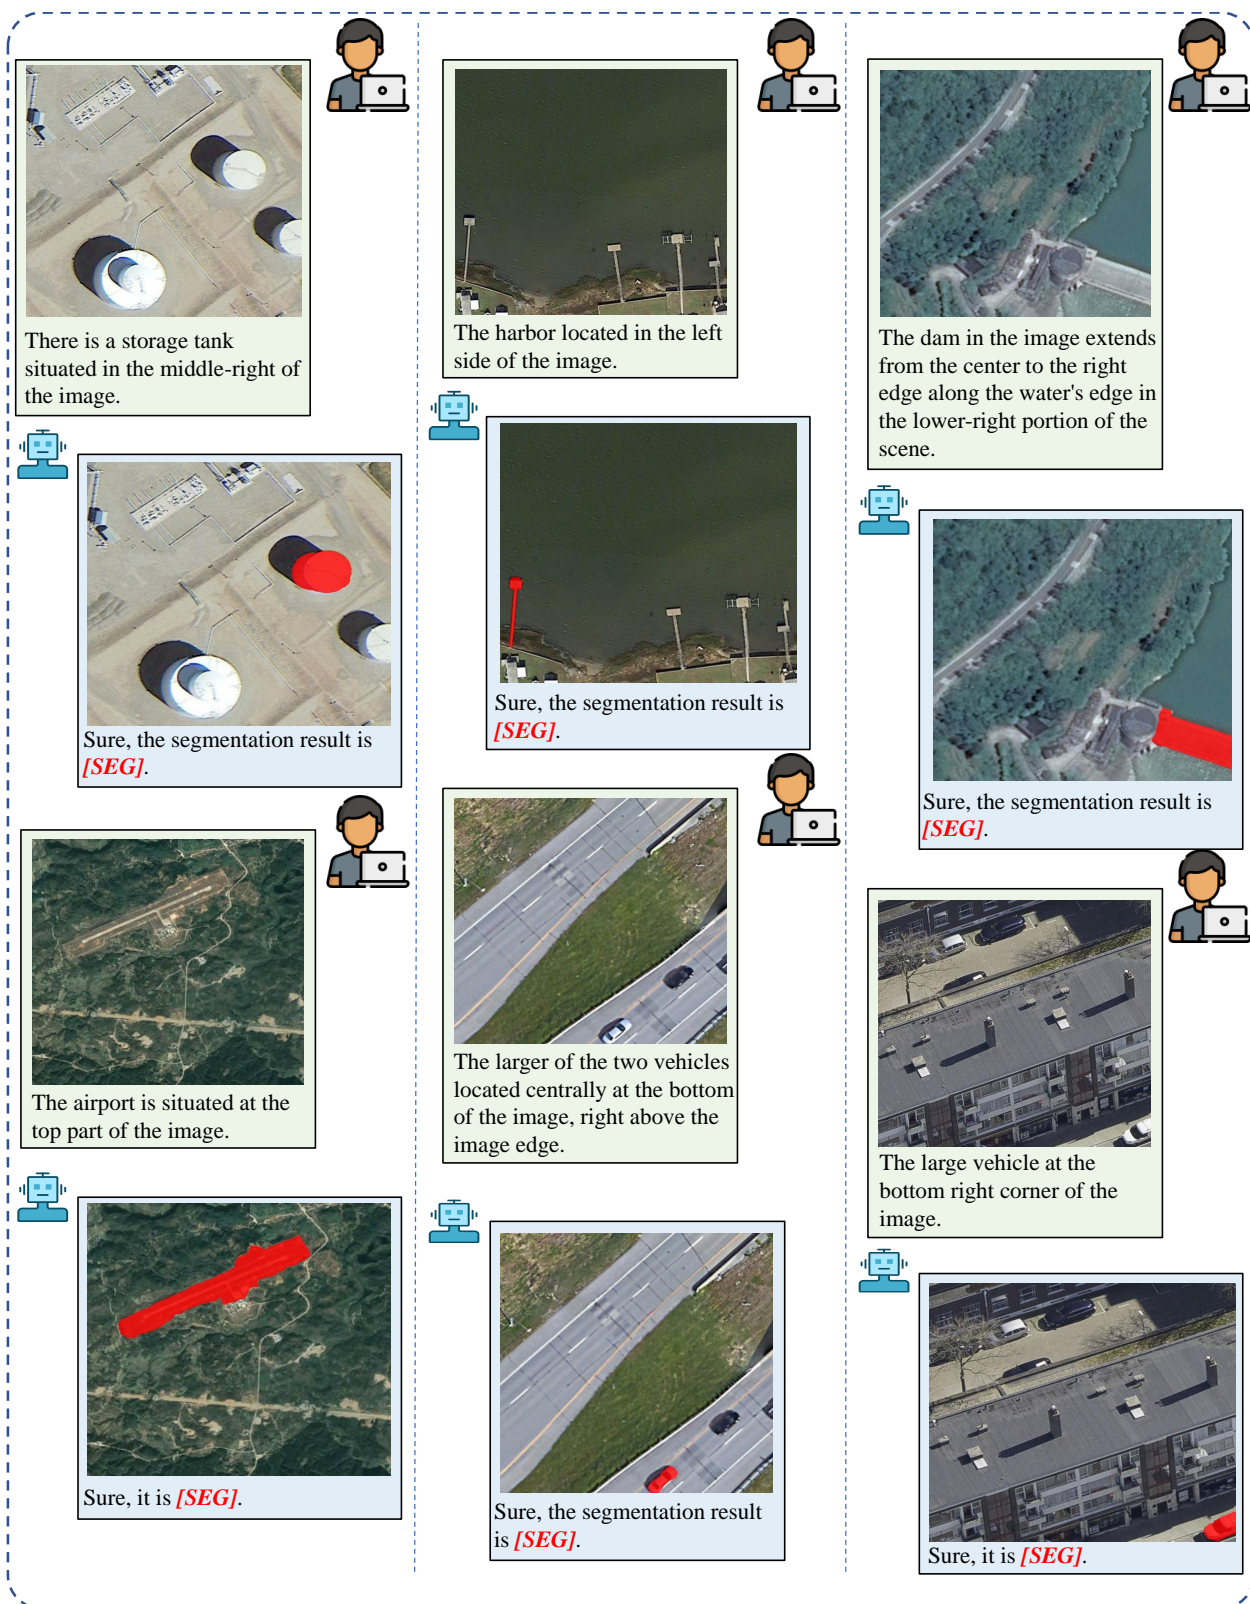 There is a storage tank
situated in the middle-right of
the image.
Sure, the segmentation result is
[SEG].
The airport is situated at the
top part of the image.
Sure, it is [SEG].
The harbor located in the left
side of the image.
Sure, the segmentation result is
[SEG].
The larger of the two vehicles
located centrally at the bottom
of the image, right above the
image edge.
Sure, the segmentation result
is [SEG].
The dam in the image extends
from the center to the right
edge along the water's edge in
the lower-right portion of the
scene.
Sure, the segmentation result is
[SEG].
The large vehicle at the
bottom right corner of the
image.
Sure, it is [SEG].